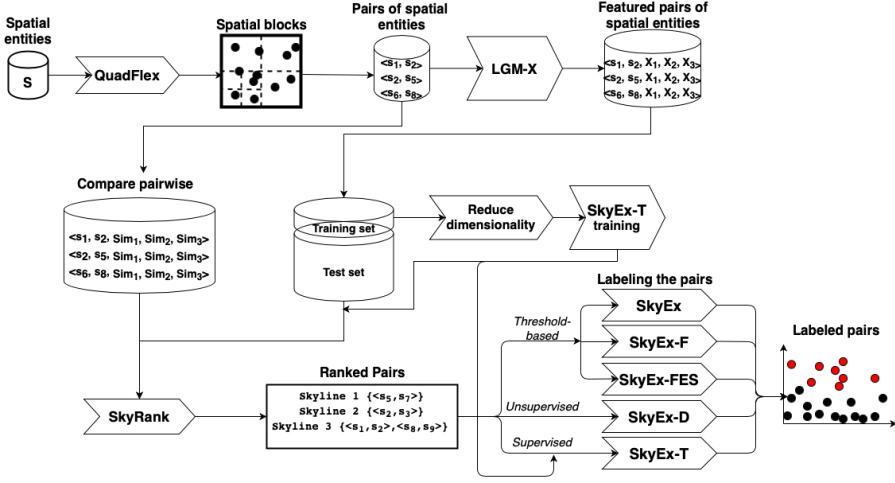 Spatial
entities
S
QuadFlex
Spatial blocks
Pairs of spatial
entities
<s₁, s₂>
<s₂, s₅>
<s₆, s₈>
LGM-X
Featured pairs of
spatial entities
<s₁, s₂, X₁, X₂, X₃>
<s₂, s₅, X₁, X₂, X₃>
<s₆, s₈, X₁, X₂, X₃>
Compare pairwise
<s₁, s₂, Sim₁, Sim₂, Sim₃>
<s₂, s₅, Sim₁, Sim₂, Sim₃>
<s₆, s₈, Sim₁, Sim₂, Sim₃>
Training set
Test set
Reduce
dimensionality
SkyEx-T
training
SkyRank
Ranked Pairs
Skyline 1 {<s₅,s₇>}
Skyline 2 {<s₂,s₃>}
Skyline 3 {<s₁,s₂>,<s₈,s₉>}
Threshold-
based
Unsupervised
Supervised
Labeling the pairs
SkyEx
SkyEx-F
SkyEx-FES
SkyEx-D
SkyEx-T
Labeled pairs